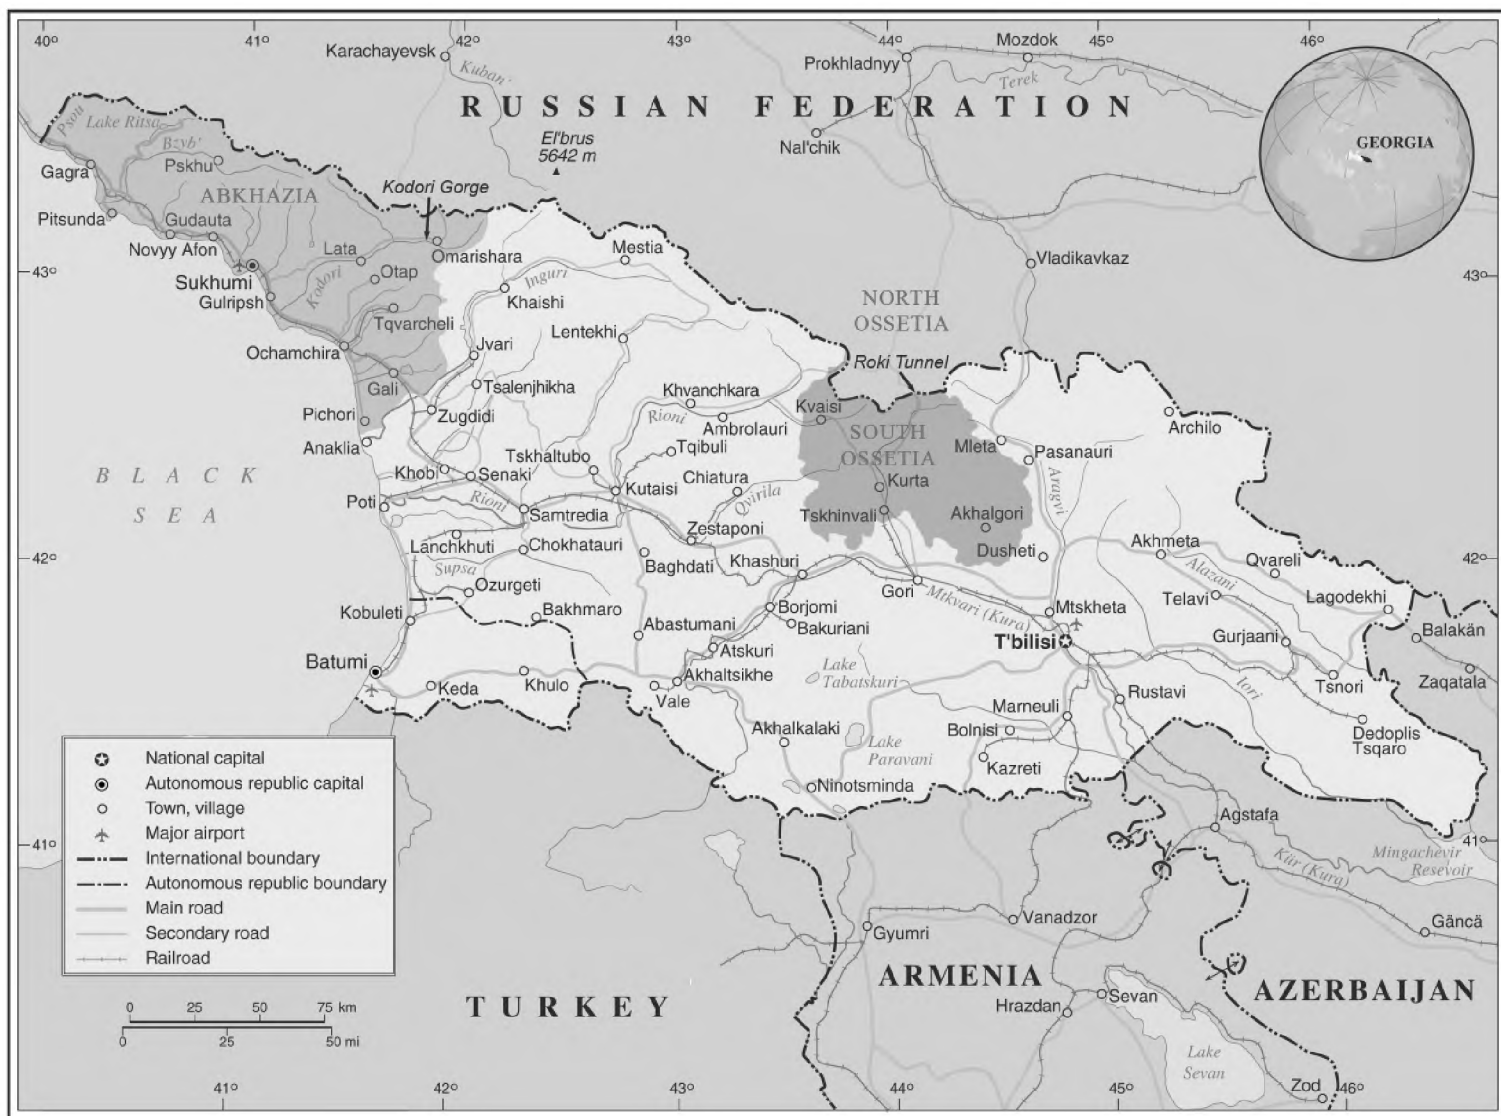 40° 41° 42° 43° 44° 45° 46°
Karachayevsk
Kuban'
Prokhladnyy
Mozdok
Terek
RUSSIAN FEDERATION
El'brus
5642 m
Nal'chik
GEORGIA
Psou
Lake Ritsa
Bzyb'
Pskhu
Gagra
ABKHAZIA
Kodori Gorge
Pitsunda
Gudauta
Novyy Afon
Lata
Omarishara
Mestia
Vladikavkaz
43°
43°
Sukhumi
Otap
Kodori
Inguri
Gulripsh
Khaishi
NORTH
OSSETIA
Tqvarcheli
Lentekhi
Ochamchira
Jvari
Roki Tunnel
Gali
Tsalenjhikha
Khvanchkara
Pichori
Zugdidi
Rioni
Ambrolauri
Kvaisi
Archilo
Anaklia
SOUTH
OSSETIA
Mleta
Pasanauri
Tqibuli
Tskhaltubo
BLACK
SEA
Khobi
Senaki
Chiatura
Kutaisi
Kurta
Aragvi
Poti
Rioni
Qvirila
Samtredia
Tskhinvali
Akhalgori
Zestaponi
Lanchkhuti
Chokhatauri
Dusheti
Akhmeta
42°
42°
Khashuri
Qvareli
Supsa
Baghdati
Alazani
Ozurgeti
Gori
Mtkvari (Kura)
Telavi
Lagodekhi
Kobuleti
Bakhmaro
Borjomi
Mtskheta
Abastumani
Bakuriani
Balakän
Atskuri
T'bilisi
Gurjaani
Batumi
Lake
Tabatskuri
Akhaltsikhe
Keda
Khulo
Iori
Tsnori
Zaqatala
Vale
Rustavi
Marneuli
Akhalkalaki
Bolnisi
Dedoplis
Tsqaro
Lake
Paravani
Kazreti
Ninotsminda
National capital
Autonomous republic capital
Town, village
Major airport
International boundary
Autonomous republic boundary
Main road
Secondary road
Railroad
Agstafa
41°
41°
Mingachevir
Resevoir
Kür (Kura)
Vanadzor
Gäncä
Gyumri
ARMENIA
AZERBAIJAN
TURKEY
Hrazdan
Sevan
0 25 50 75 km
0 25 50 mi
Lake
Sevan
Zod
41° 42° 43° 44° 45° 46°